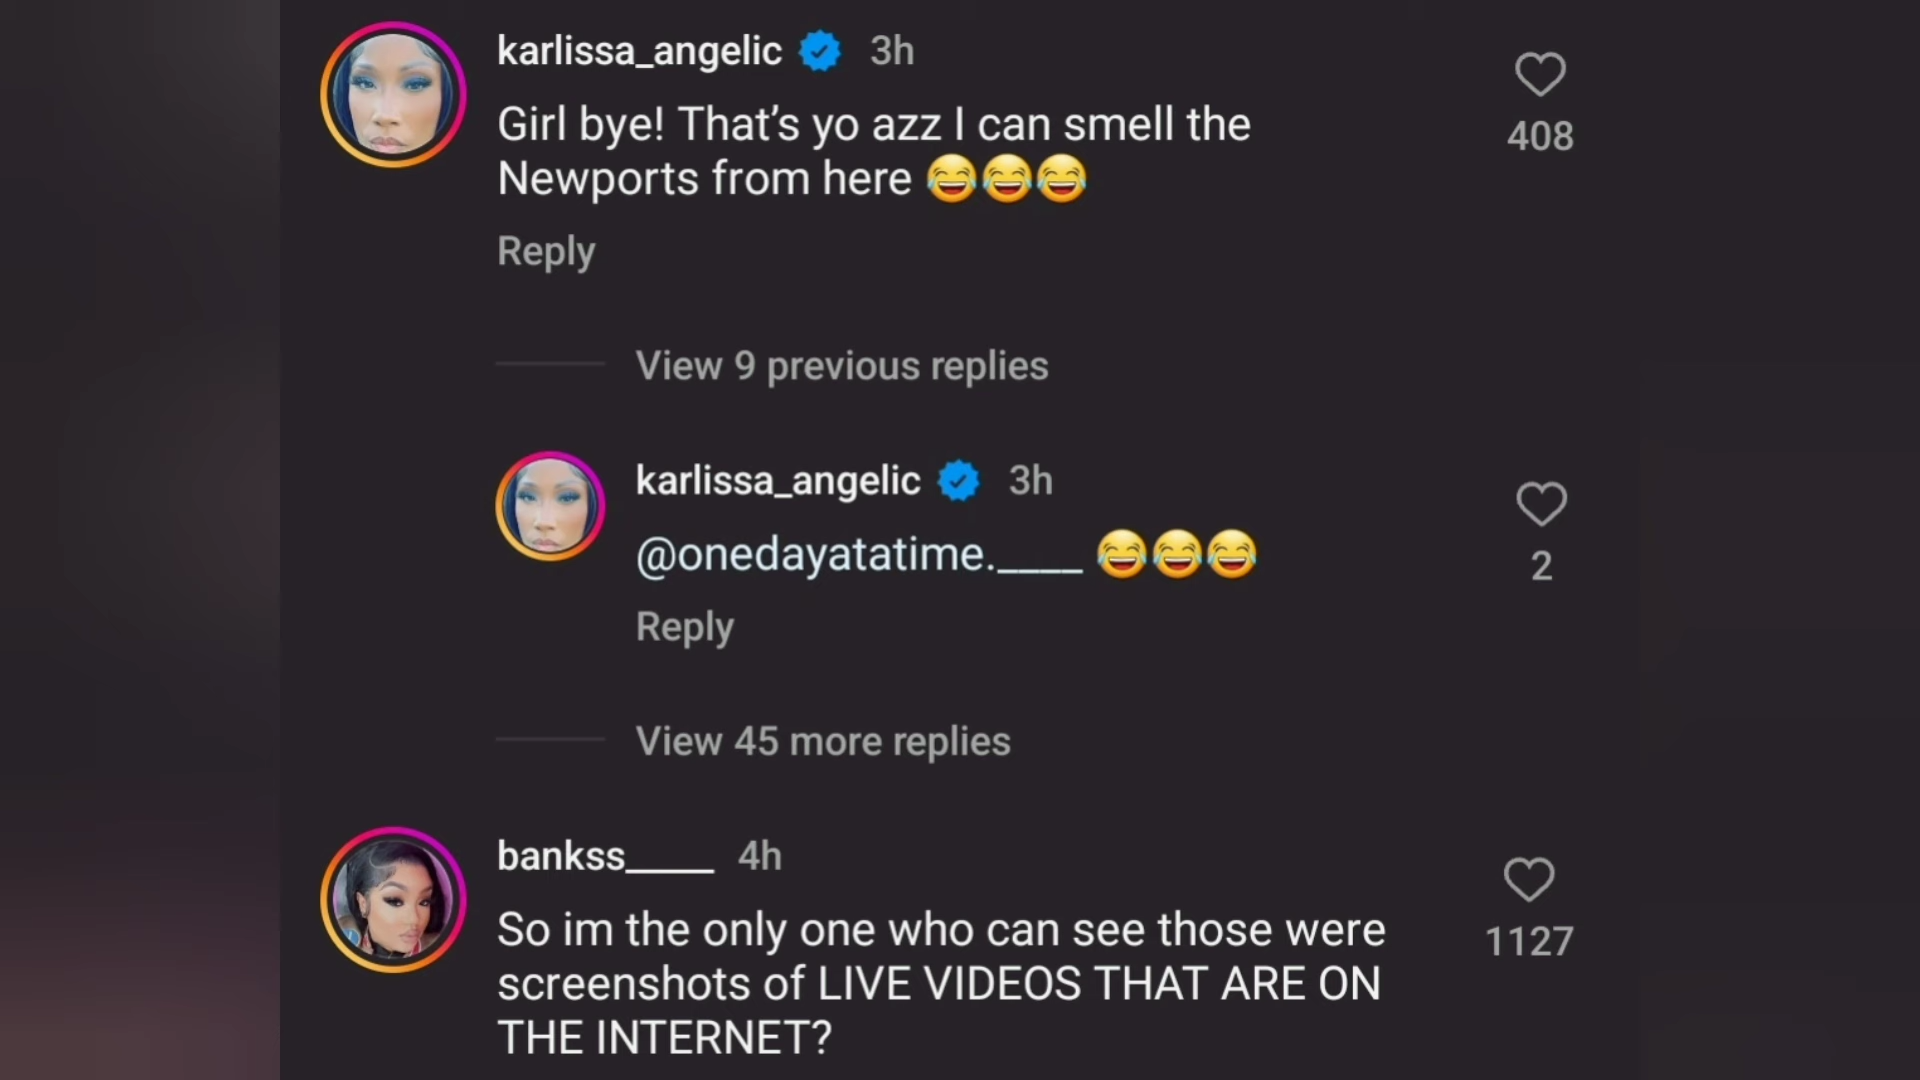 karlissa_angelic 3h
Girl bye! That's yo azz I can smell the
Newports from here 😂😂😂
408
Reply
View 9 previous replies
karlissa_angelic 3h
@onedayatatime.____ 😂😂😂
2
Reply
View 45 more replies
bankss_____ 4h
So im the only one who can see those were
screenshots of LIVE VIDEOS THAT ARE ON
THE INTERNET?
1127